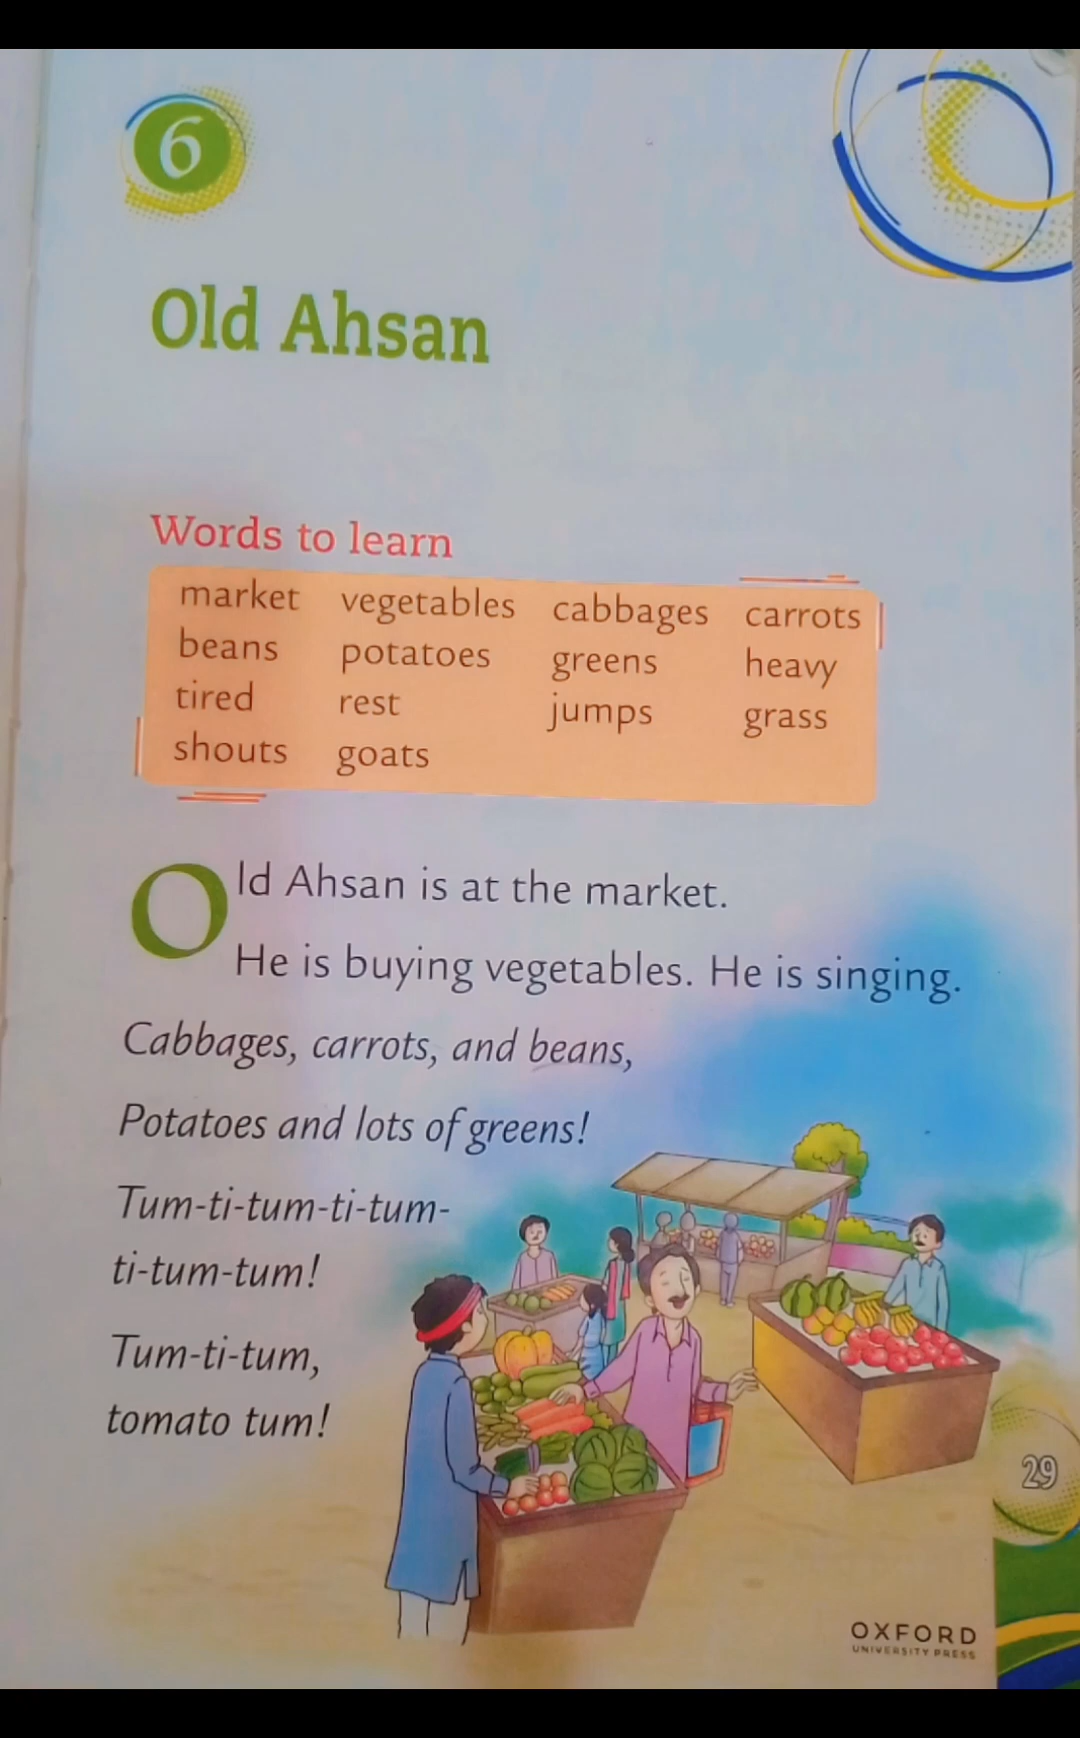 6
Old Ahsan
Words to learn
market vegetables cabbages carrots
beans potatoes greens heavy
tired rest jumps grass
shouts goats
Old Ahsan is at the market.
He is buying vegetables. He is singing.
Cabbages, carrots, and beans,
Potatoes and lots of greens!
Tum-ti-tum-ti-tum-
ti-tum-tum!
Tum-ti-tum,
tomato tum!
29
OXFORD
UNIVERSITY PRESS